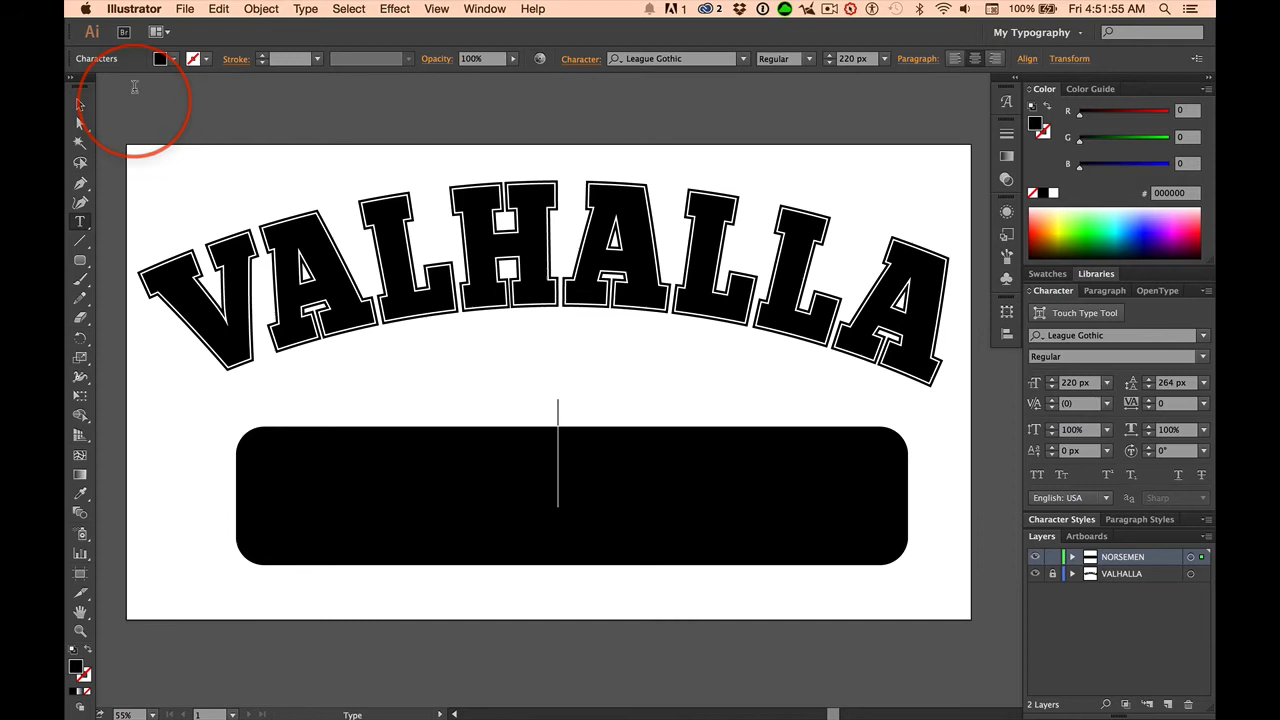 Illustrator File Edit Object Type Select Effect View Window Help 1 2 100% Fri 4:51:55 AM
Ai Br My Typography
Characters Stroke: Opacity: 100% Character: League Gothic Regular 220 px Paragraph: Align Transform
Color Color Guide
R 0
G 0
B 0
# 000000
VALHALLA
Swatches Libraries
Character Paragraph OpenType
Touch Type Tool
League Gothic
Regular
220 px 264 px
(0) 0
100% 100%
0 px 0°
English: USA Sharp
Character Styles Paragraph Styles
Layers Artboards
NORSEMEN
VALHALLA
2 Layers
55% 1 Type